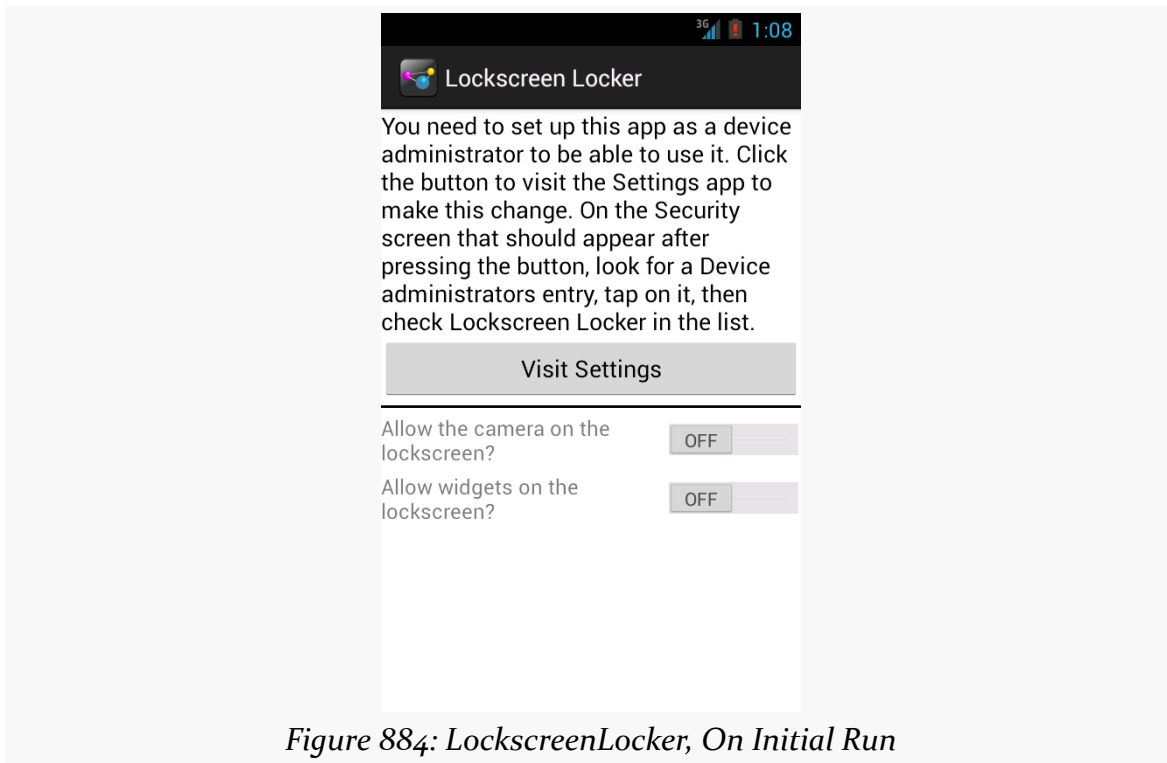 3G 1:08
Lockscreen Locker
You need to set up this app as a device
administrator to be able to use it. Click
the button to visit the Settings app to
make this change. On the Security
screen that should appear after
pressing the button, look for a Device
administrators entry, tap on it, then
check Lockscreen Locker in the list.
Visit Settings
Allow the camera on the
lockscreen?
OFF
Allow widgets on the
lockscreen?
OFF
Figure 884: LockscreenLocker, On Initial Run